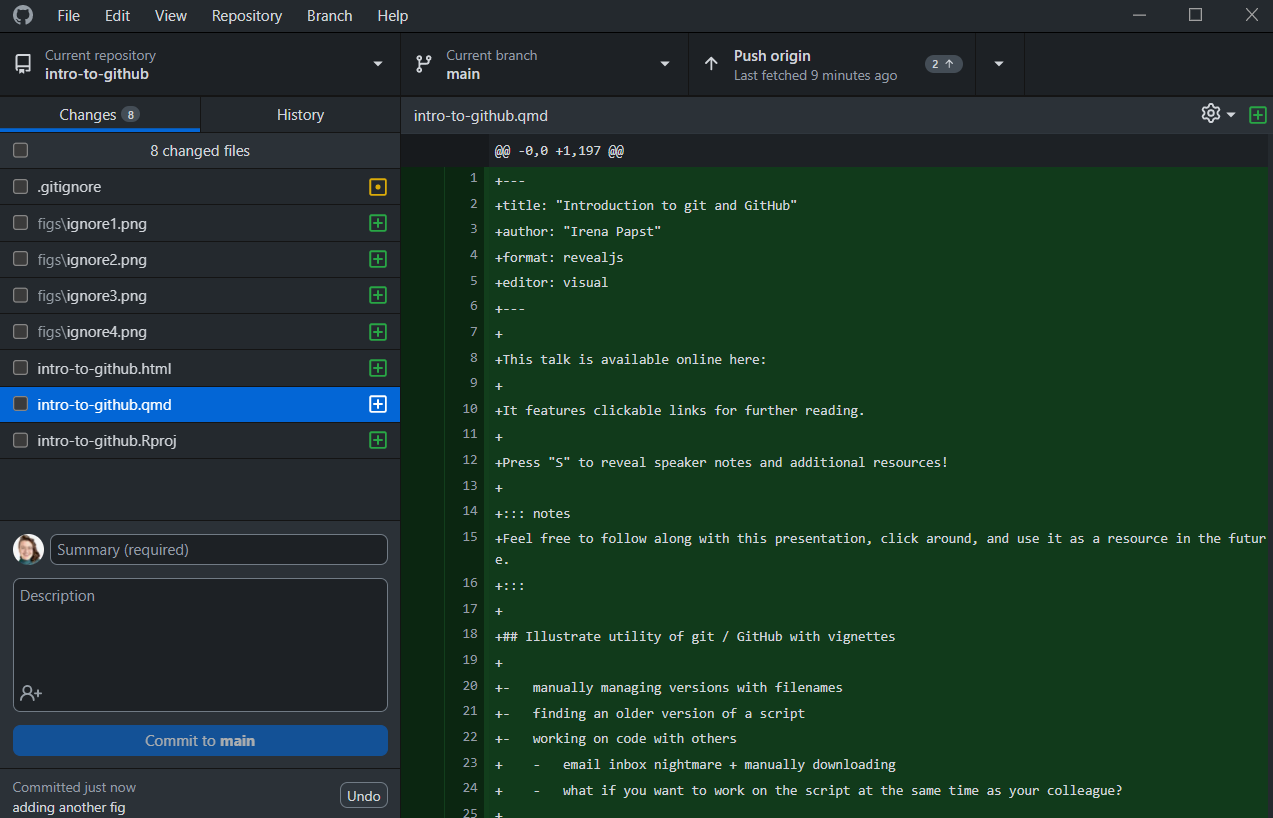 File Edit View Repository Branch Help
Current repository
intro-to-github
Current branch
main
Push origin
Last fetched 9 minutes ago
2
Changes 8
History
8 changed files
.gitignore
figs\ignore1.png
figs\ignore2.png
figs\ignore3.png
figs\ignore4.png
intro-to-github.html
intro-to-github.qmd
intro-to-github.Rproj
Summary (required)
Description
Commit to main
Committed just now
adding another fig
Undo
intro-to-github.qmd
@@ -0,0 +1,197 @@
1 +---
2 +title: "Introduction to git and GitHub"
3 +author: "Irena Papst"
4 +format: revealjs
5 +editor: visual
6 +---
7 +
8 +This talk is available online here:
9 +
10 +It features clickable links for further reading.
11 +
12 +Press "S" to reveal speaker notes and additional resources!
13 +
14 +::: notes
15 +Feel free to follow along with this presentation, click around, and use it as a resource in the futur
e.
16 +:::
17 +
18 +## Illustrate utility of git / GitHub with vignettes
19 +
20 +-   manually managing versions with filenames
21 +-   finding an older version of a script
22 +-   working on code with others
23 +    -   email inbox nightmare + manually downloading
24 +    -   what if you want to work on the script at the same time as your colleague?
25 +